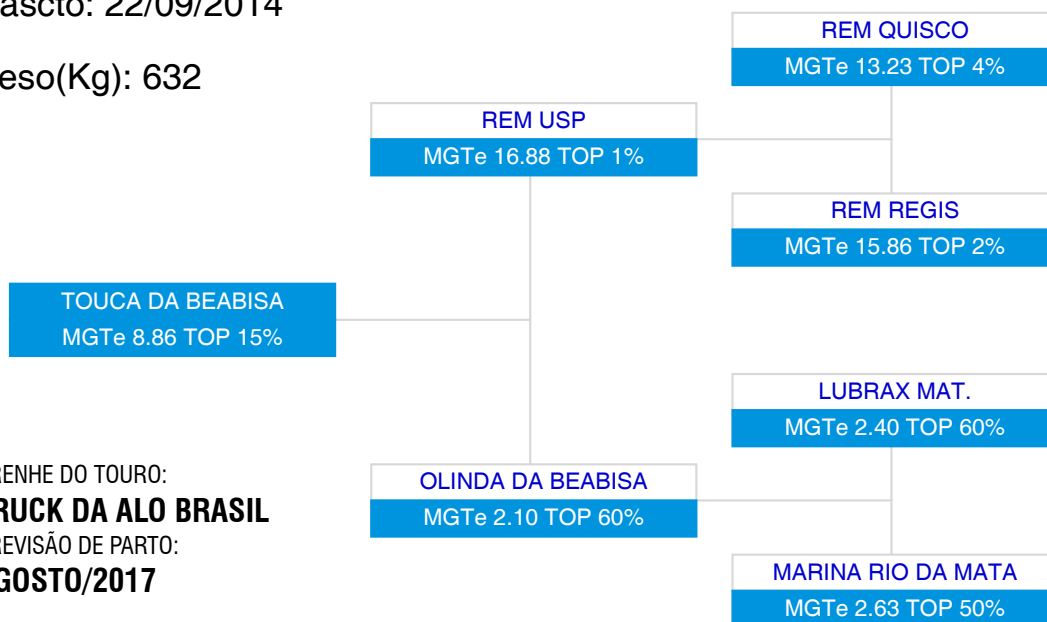 ascto: 22/09/2014
eso(Kg): 632
REM QUISCO
MGTe 13.23 TOP 4%
REM USP
MGTe 16.88 TOP 1%
REM REGIS
MGTe 15.86 TOP 2%
TOUCA DA BEABISA
MGTe 8.86 TOP 15%
LUBRAX MAT.
MGTe 2.40 TOP 60%
OLINDA DA BEABISA
MGTe 2.10 TOP 60%
MARINA RIO DA MATA
MGTe 2.63 TOP 50%
RENHE DO TOURO:
RUCK DA ALO BRASIL
REVISÃO DE PARTO:
GOSTO/2017